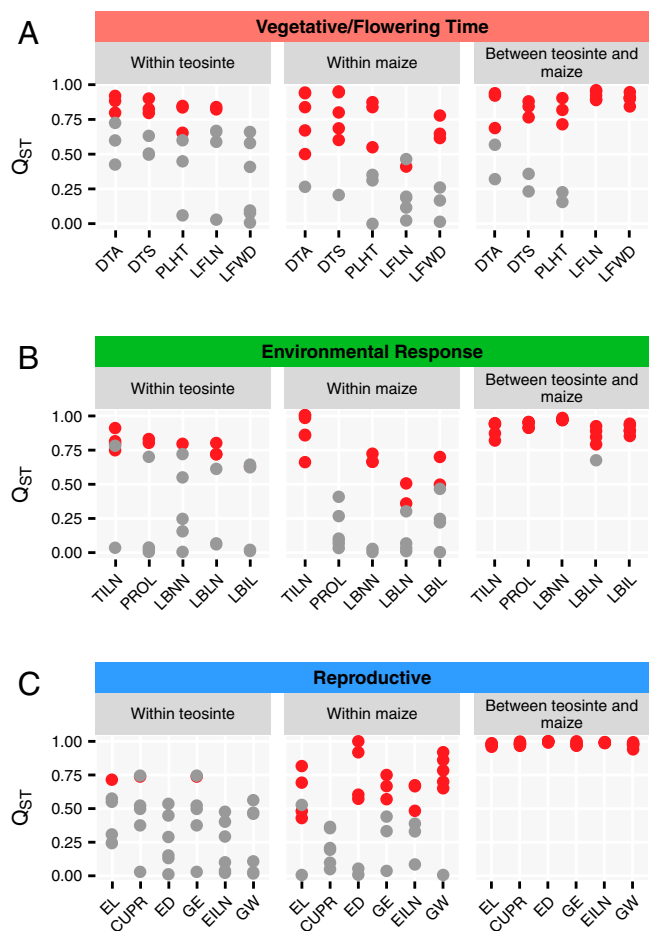 A
Vegetative/Flowering Time
Within teosinte
Within maize
Between teosinte and
maize
1.00
0.75
0.50
0.25
0.00
QST
DTA
DTS
PLHT
LFLN
LFWD
DTA
DTS
PLHT
LFLN
LFWD
DTA
DTS
PLHT
LFLN
LFWD
B
Environmental Response
Within teosinte
Within maize
Between teosinte and
maize
1.00
0.75
0.50
0.25
0.00
QST
TILN
PROL
LBNN
LBLN
LBIL
TILN
PROL
LBNN
LBLN
LBIL
TILN
PROL
LBNN
LBLN
LBIL
C
Reproductive
Within teosinte
Within maize
Between teosinte and
maize
1.00
0.75
0.50
0.25
0.00
QST
EL
CUPR
ED
GE
EILN
GW
EL
CUPR
ED
GE
EILN
GW
EL
CUPR
ED
GE
EILN
GW